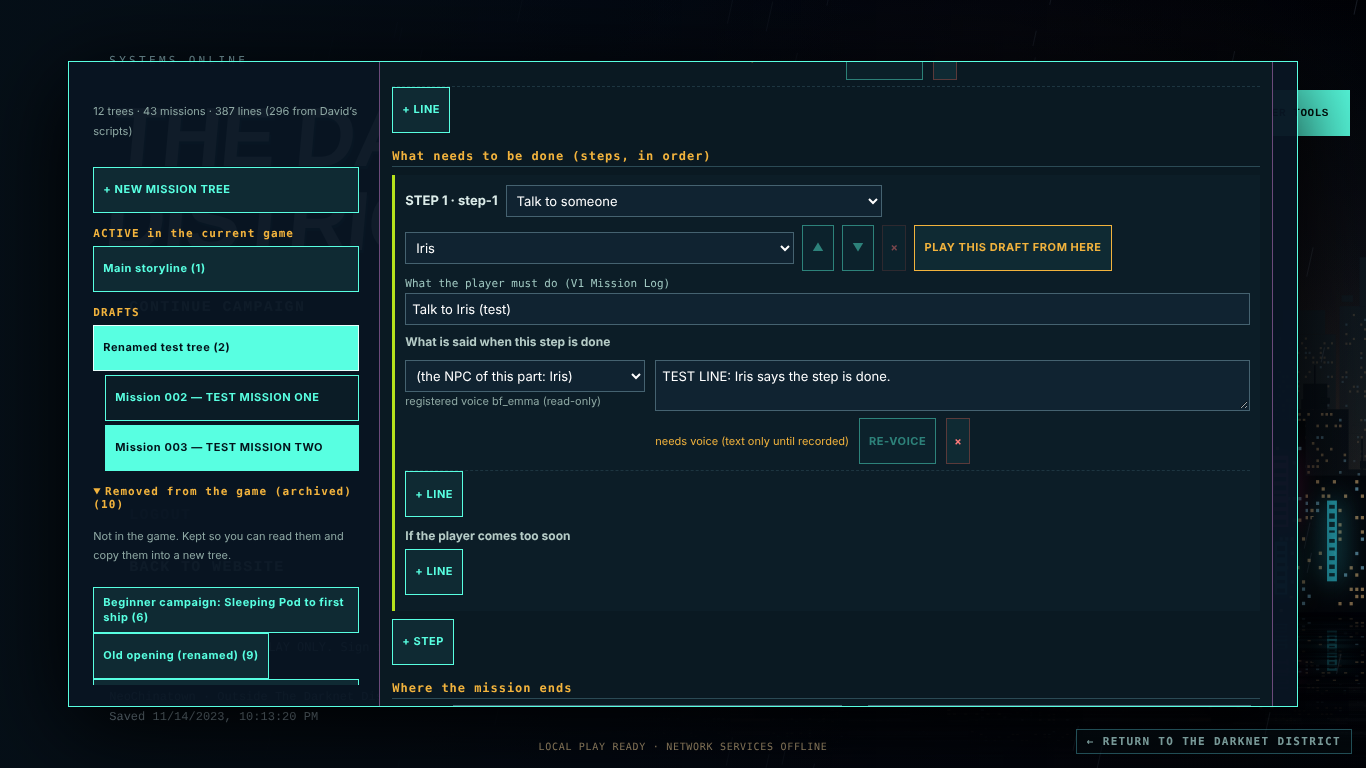 SYSTEMS ONLINE
12 trees · 43 missions · 387 lines (296 from David's
scripts)
+ NEW MISSION TREE
ACTIVE in the current game
Main storyline (1)
CONTINUE CAMPAIGN
DRAFTS
Renamed test tree (2)
Mission 002 — TEST MISSION ONE
Mission 003 — TEST MISSION TWO
▼ Removed from the game (archived)
(10)
Not in the game. Kept so you can read them and
copy them into a new tree.
BACK TO WEBSITE
Beginner campaign: Sleeping Pod to first
ship (6)
Old opening (renamed) (9)
+ LINE
What needs to be done (steps, in order)
STEP 1 · step-1
Talk to someone
Iris
▲
▼
×
PLAY THIS DRAFT FROM HERE
What the player must do (V1 Mission Log)
Talk to Iris (test)
What is said when this step is done
(the NPC of this part: Iris)
TEST LINE: Iris says the step is done.
registered voice bf_emma (read-only)
needs voice (text only until recorded)
RE-VOICE
×
+ LINE
If the player comes too soon
+ LINE
+ STEP
Where the mission ends
TOOLS
THE DA
DISTRIC
Saved 11/14/2023, 10:13:20 PM
LOCAL PLAY READY · NETWORK SERVICES OFFLINE
← RETURN TO THE DARKNET DISTRICT